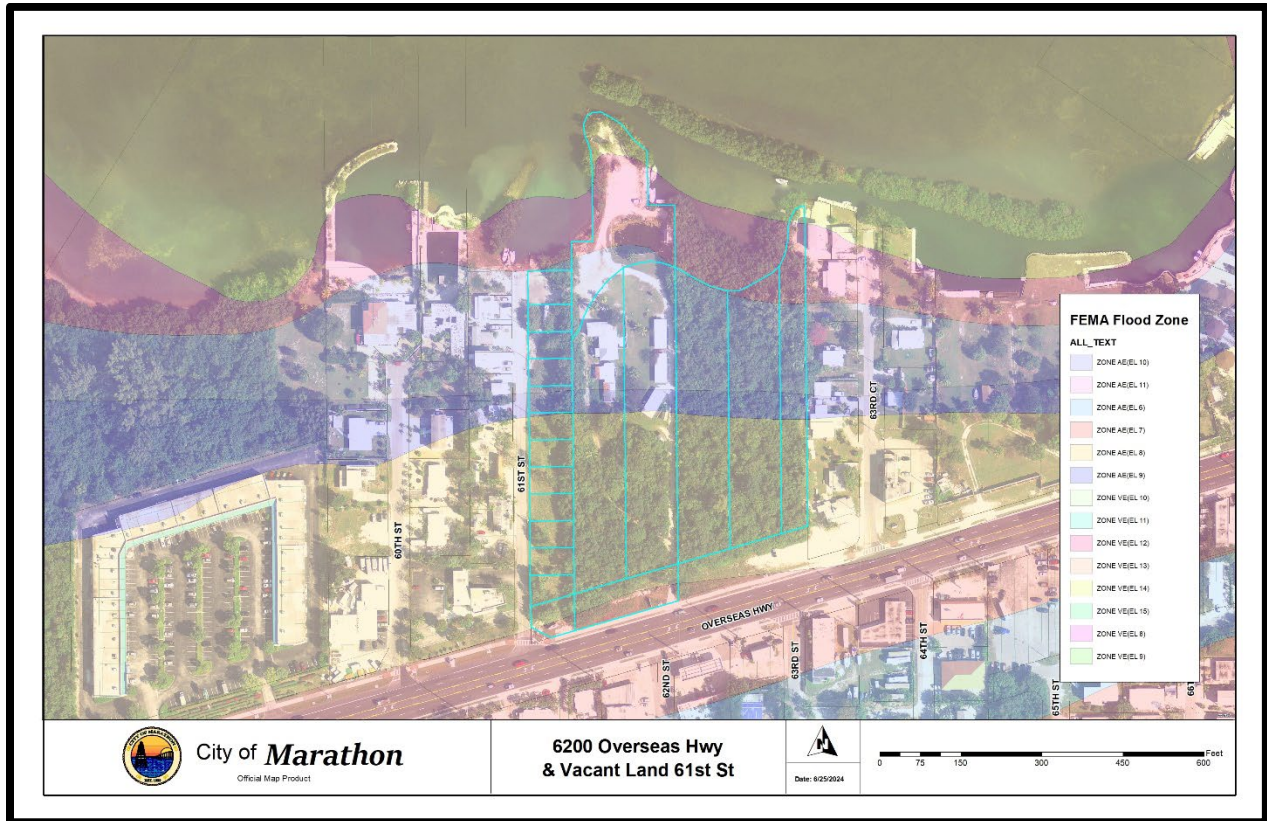 61ST ST
60TH ST
63RD CT
OVERSEAS HWY
62ND ST
63RD ST
64TH ST
65TH ST
FEMA Flood Zone
ALL_TEXT
ZONE AE(EL 10)
ZONE AE(EL 11)
ZONE AE(EL 6)
ZONE AE(EL 7)
ZONE AE(EL 8)
ZONE AE(EL 9)
ZONE VE(EL 10)
ZONE VE(EL 11)
ZONE VE(EL 12)
ZONE VE(EL 13)
ZONE VE(EL 14)
ZONE VE(EL 15)
ZONE VE(EL 8)
ZONE VE(EL 9)
CITY OF MARATHON
City of Marathon
Official Map Product
6200 Overseas Hwy
& Vacant Land 61st St
N
Date: 6/25/2024
Feet
0 75 150 300 450 600